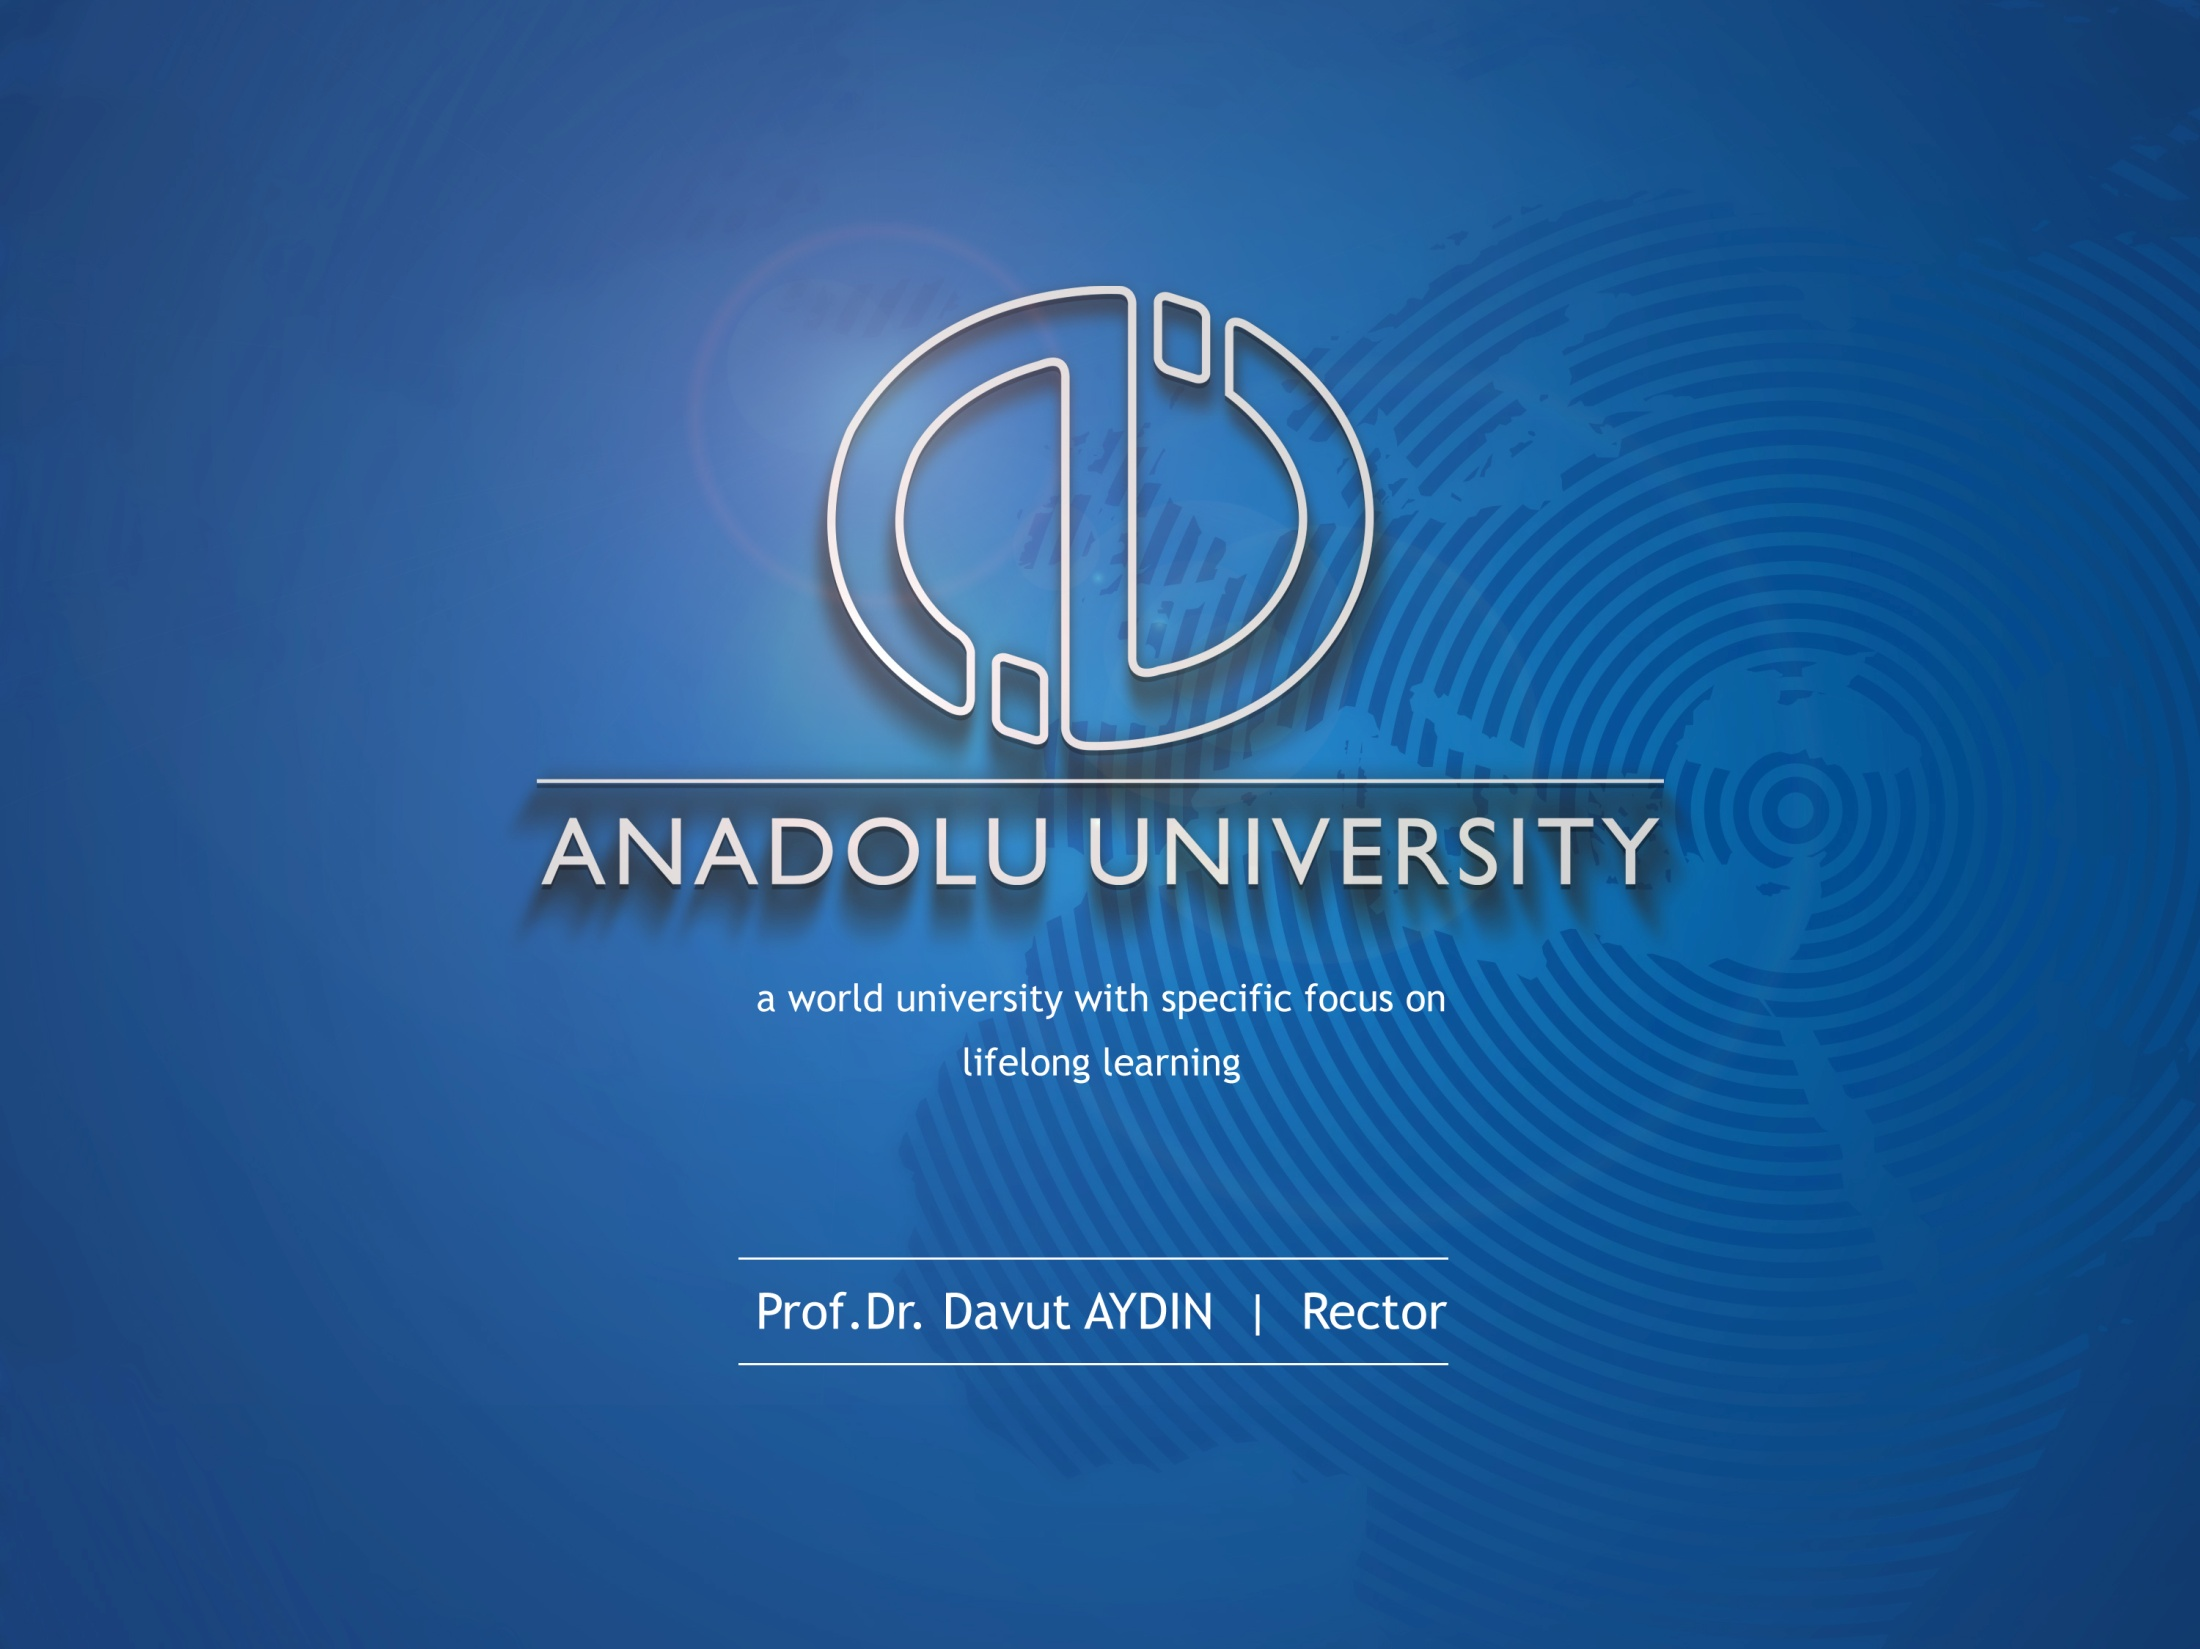 ANADOLU UNIVERSITY
a world university with specific focus on
lifelong learning
Prof.Dr. Davut AYDIN | Rector